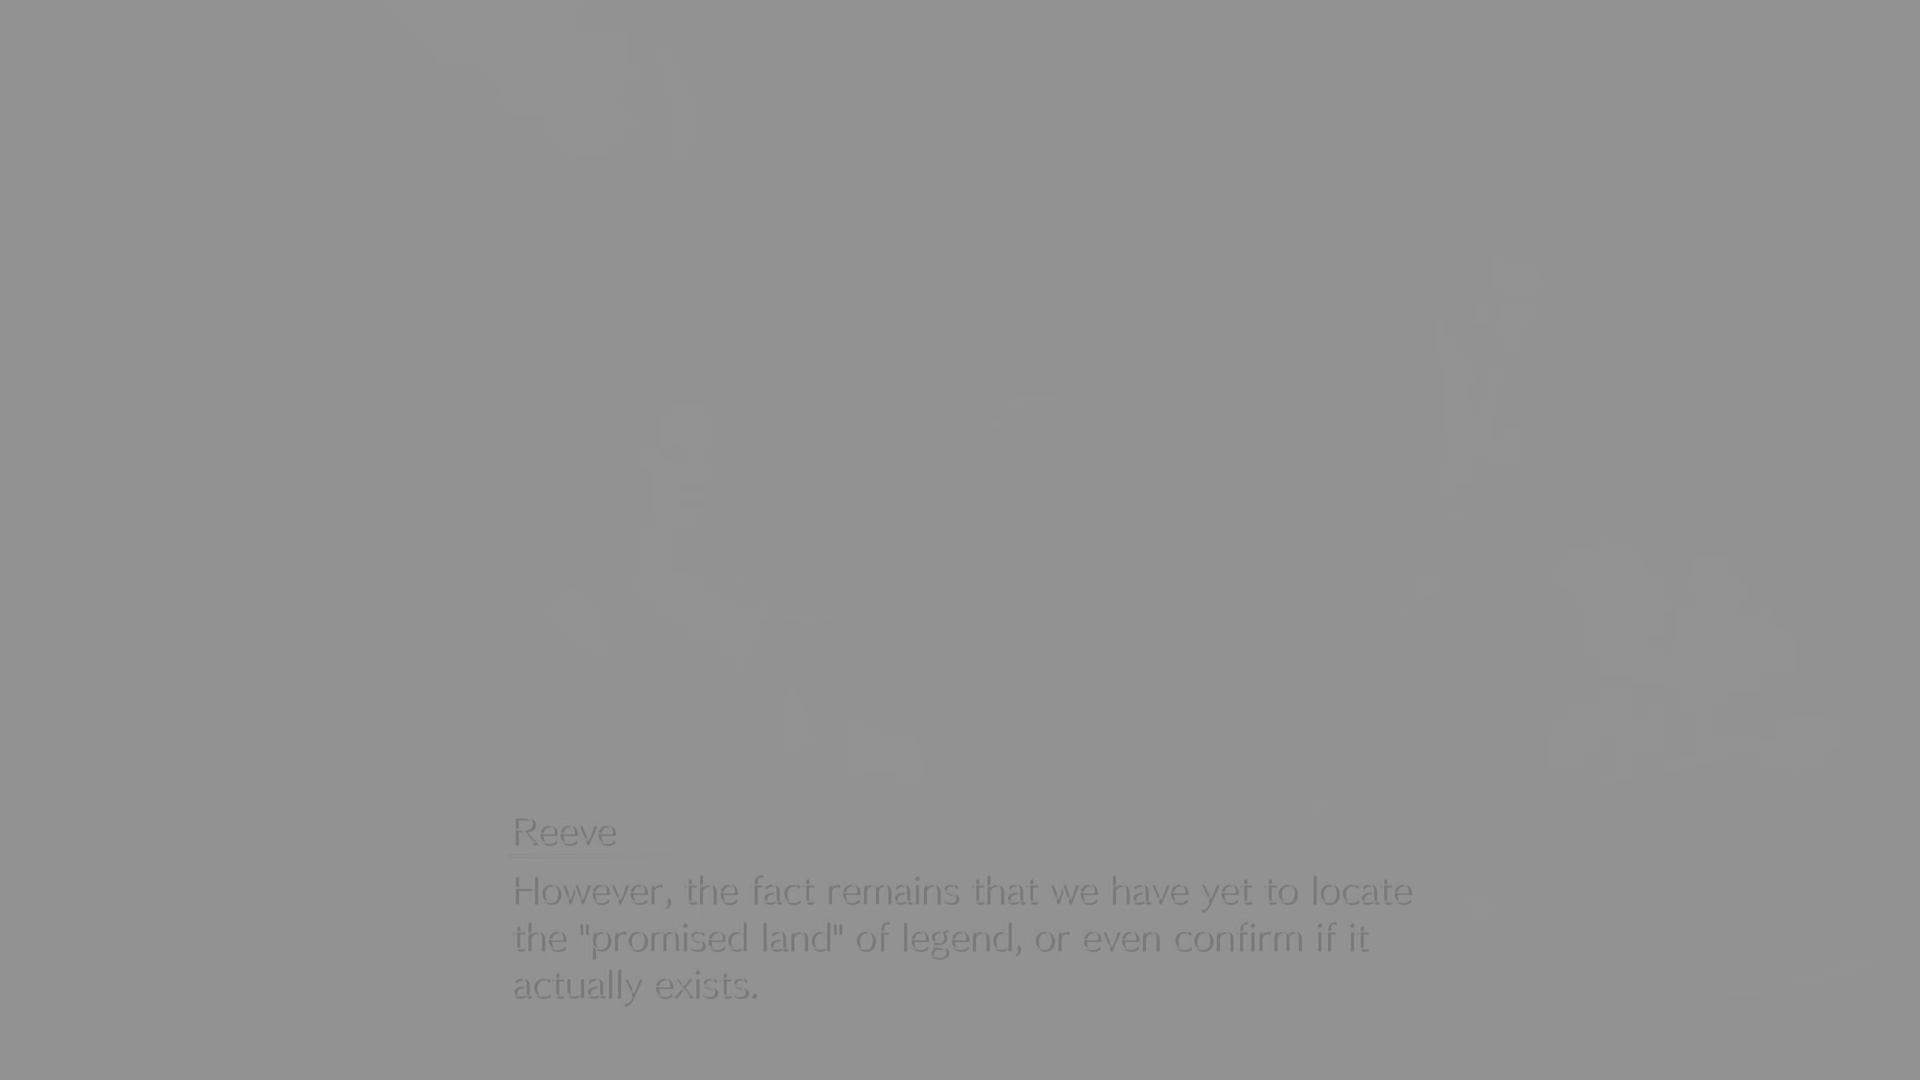 Reeve
However, the fact remains that we have yet to locate
the "promised land" of legend, or even confirm if it
actually exists.